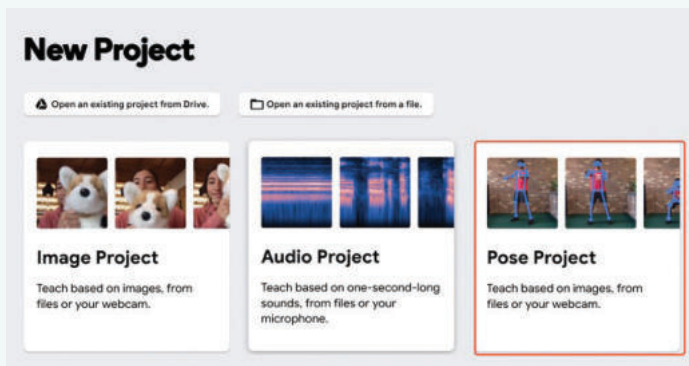 New Project
Open an existing project from Drive.
Open an existing project from a file.
Image Project
Teach based on images, from
files or your webcam.
Audio Project
Teach based on one-second-long
sounds, from files or your
microphone.
Pose Project
Teach based on images, from
files or your webcam.